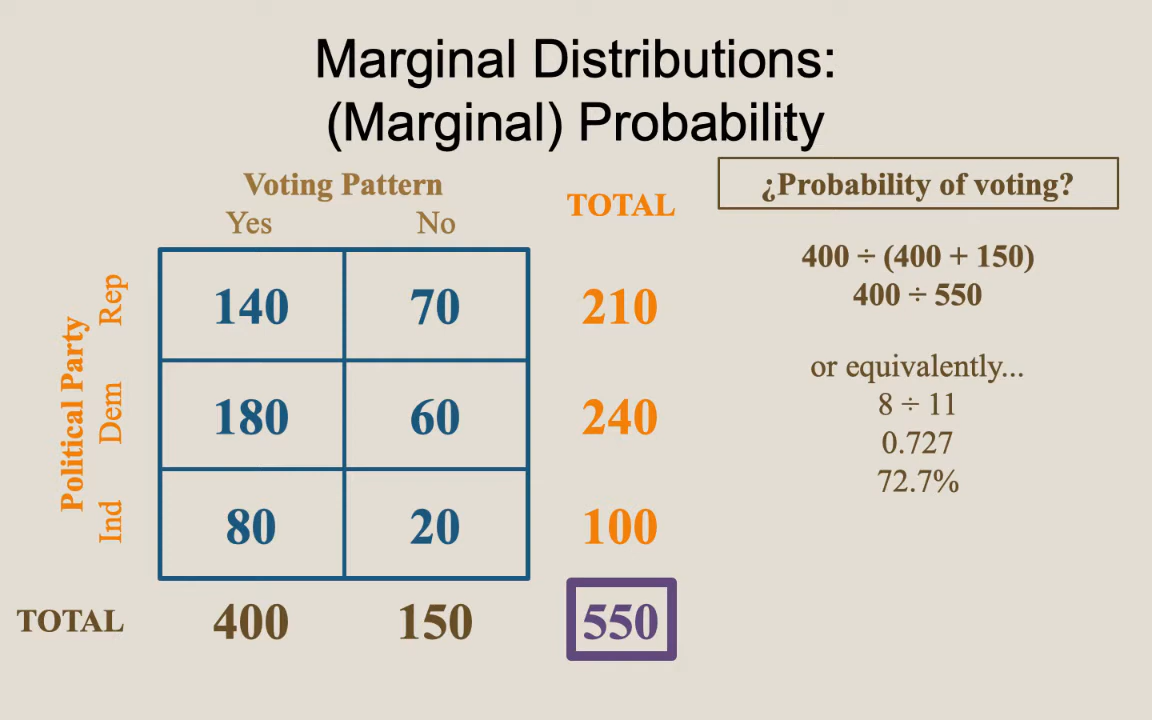 Marginal Distributions:
(Marginal) Probability
Voting Pattern
Yes No
TOTAL
Political Party
Rep
140 70 210
Dem
180 60 240
Ind
80 20 100
TOTAL 400 150 550
¿Probability of voting?
400 ÷ (400 + 150)
400 ÷ 550
or equivalently...
8 ÷ 11
0.727
72.7%